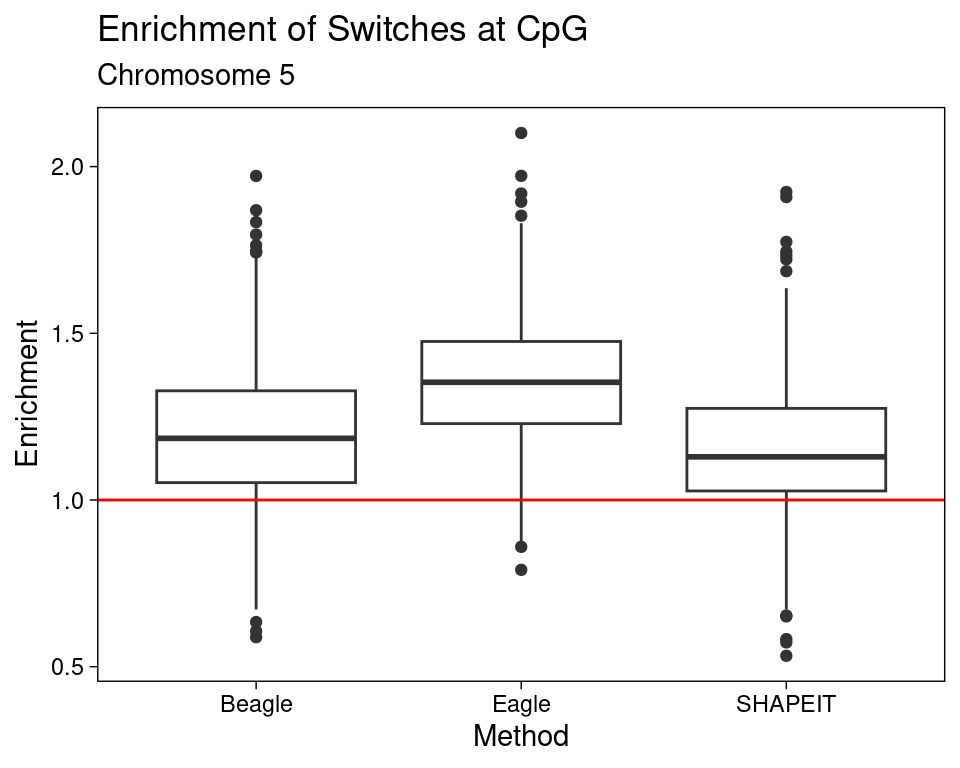 Enrichment of Switches at CpG
Chromosome 5
2.0
1.5
1.0
0.5
Enrichment
Beagle
Eagle
SHAPEIT
Method